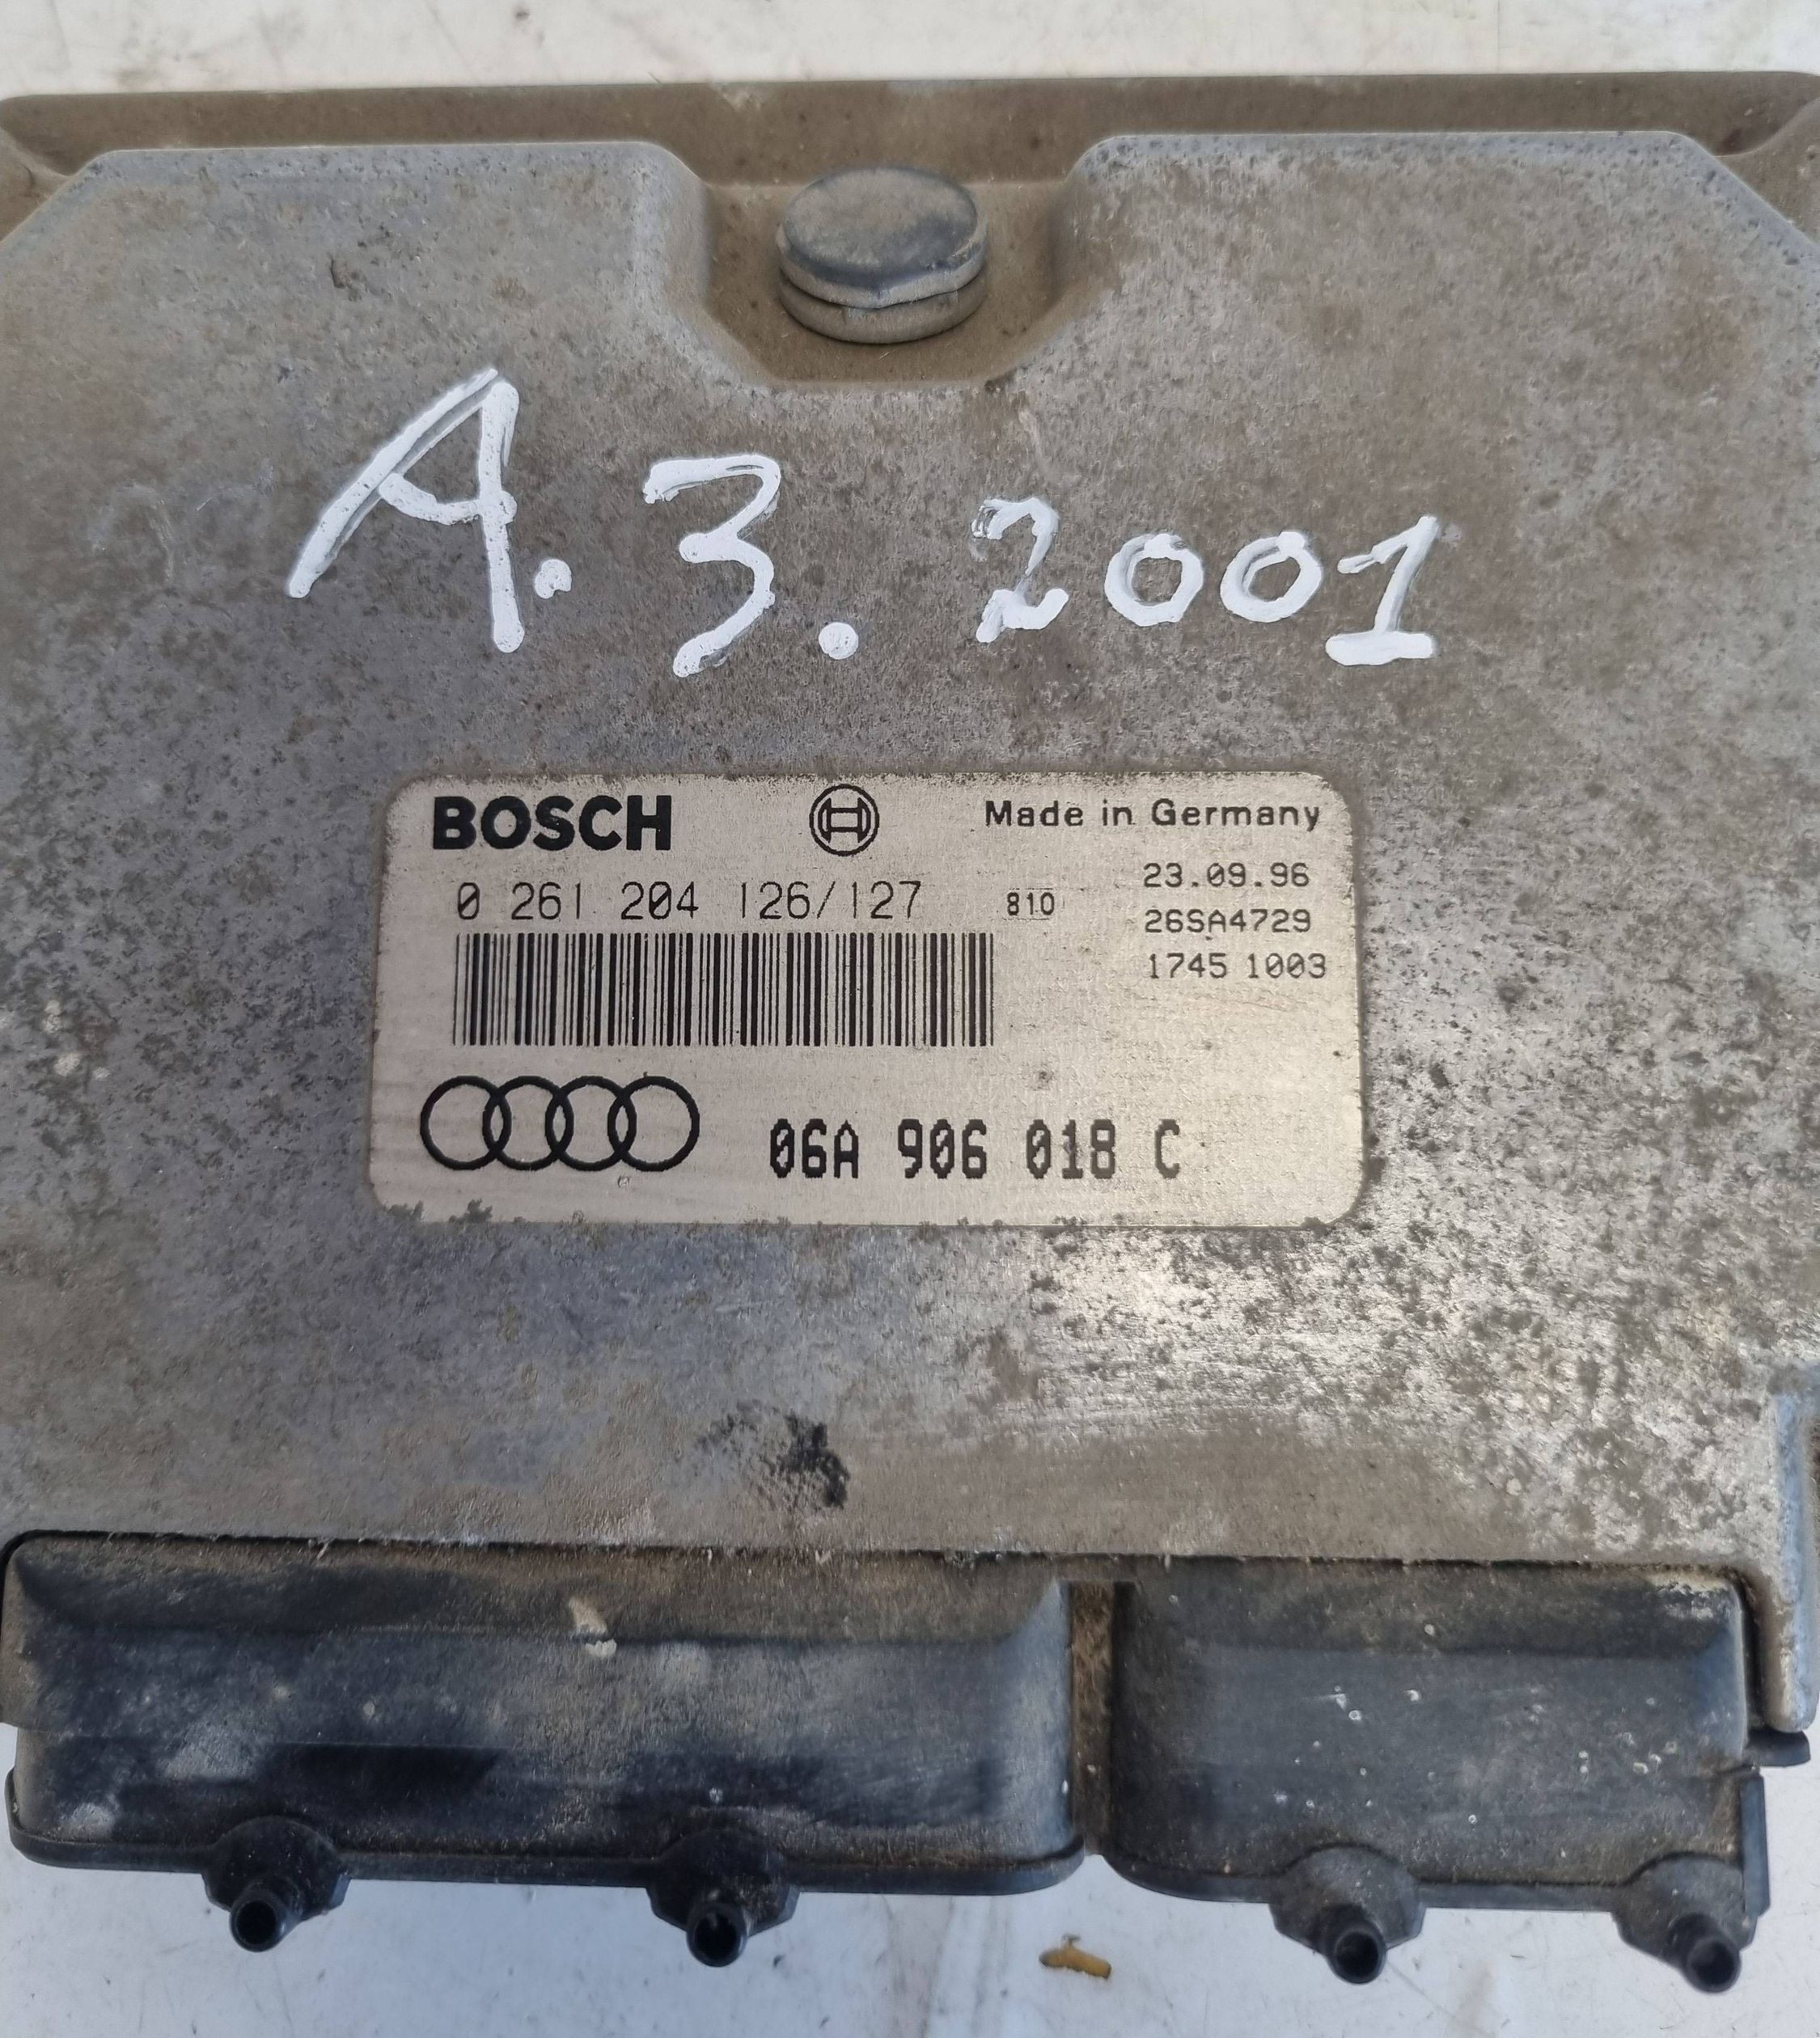 A.3.2001
BOSCH Made in Germany
0 261 204 126/127 810 23.09.96
26SA4729
1745 1003
06A 906 018 C